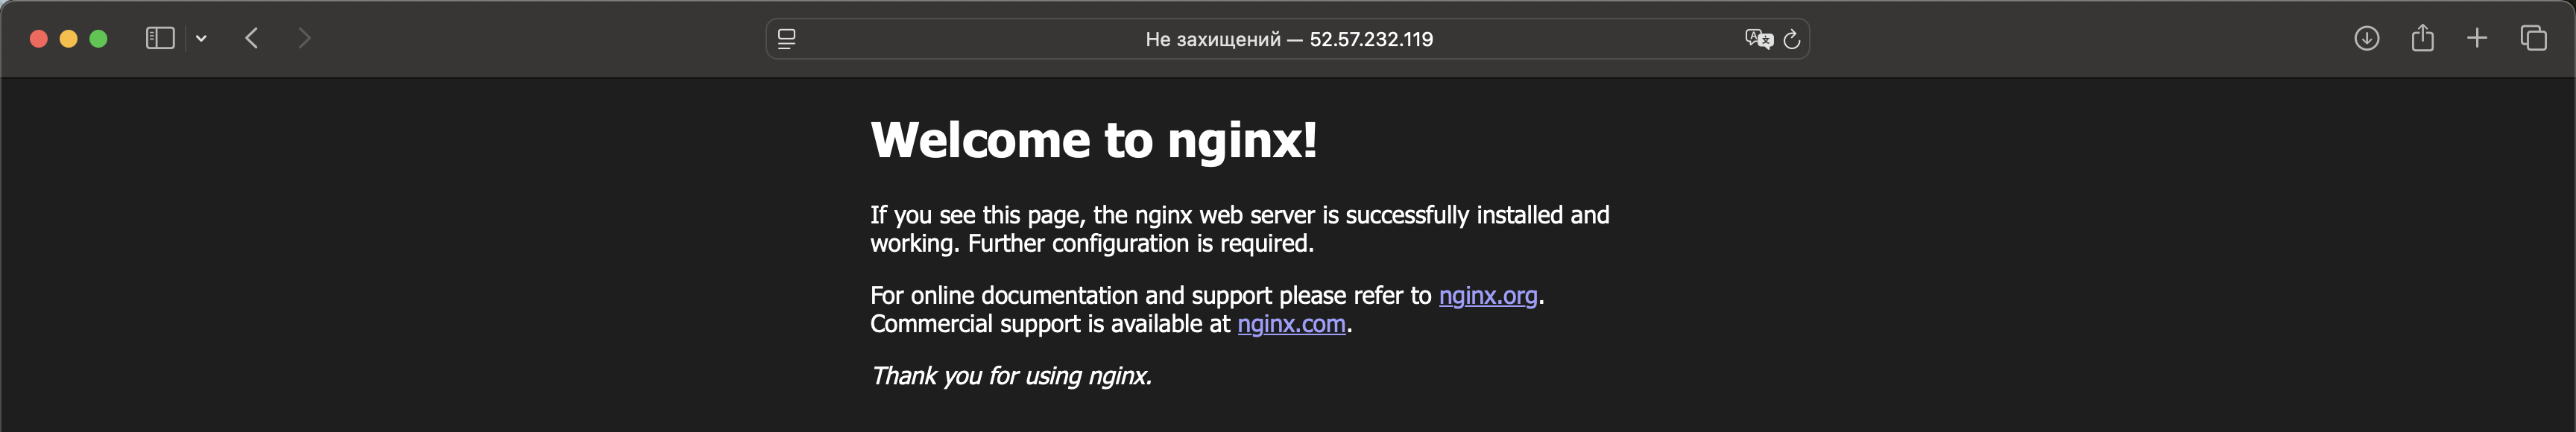 Не захищений — 52.57.232.119
Welcome to nginx!
If you see this page, the nginx web server is successfully installed and
working. Further configuration is required.
For online documentation and support please refer to nginx.org.
Commercial support is available at nginx.com.
Thank you for using nginx.